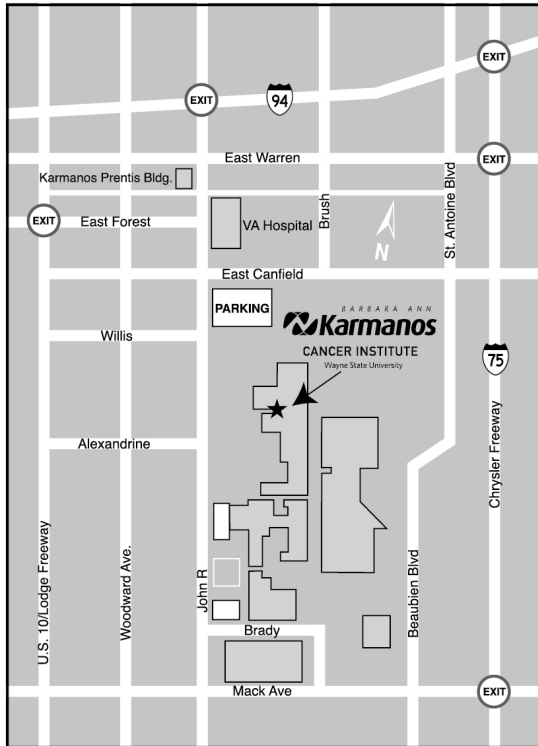 EXIT
EXIT
94
East Warren
EXIT
Karmanos Prentis Bldg.
EXIT
East Forest
VA Hospital
Brush
St. Antoine Blvd
N
East Canfield
PARKING
BARBARA ANN
Karmanos
CANCER INSTITUTE
Wayne State University
Willis
75
Alexandrine
Chrysler Freeway
U.S. 10/Lodge Freeway
Woodward Ave.
John R
Beaubien Blvd
Brady
Mack Ave
EXIT